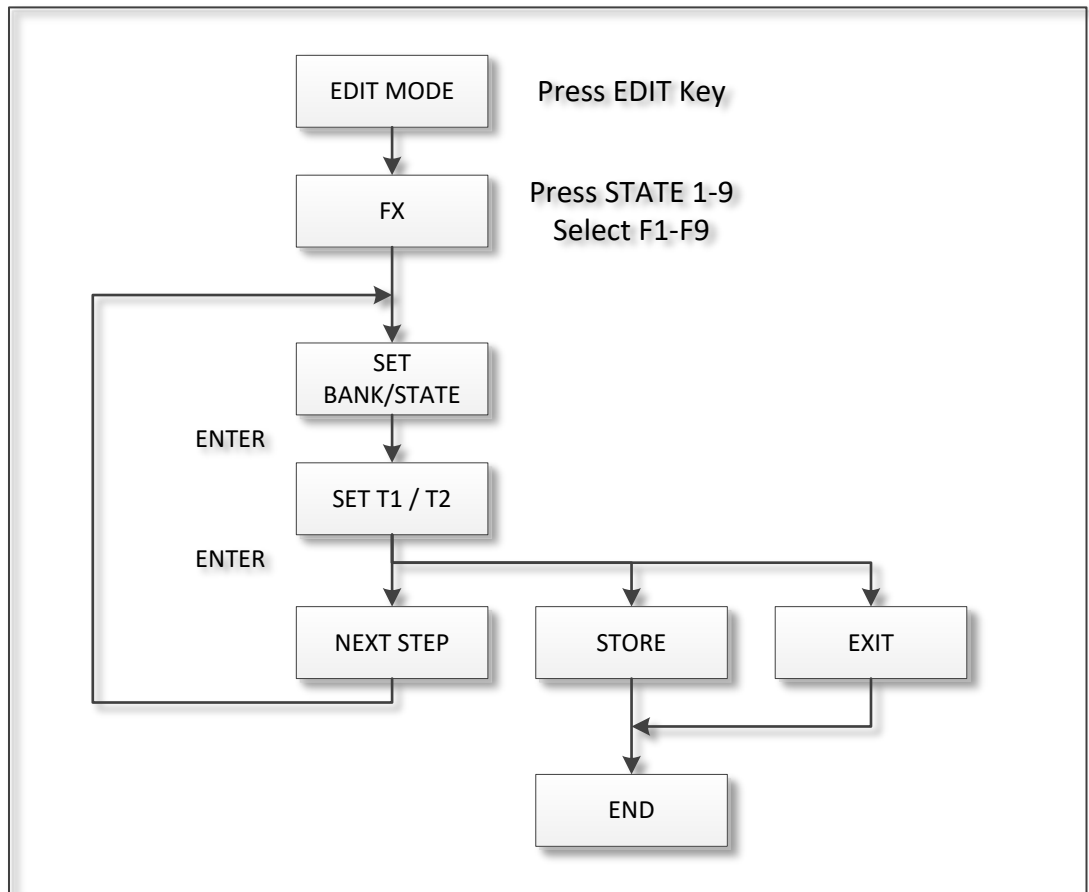 EDIT MODE
Press EDIT Key
FX
Press STATE 1-9
Select F1-F9
SET
BANK/STATE
ENTER
SET T1 / T2
ENTER
NEXT STEP
STORE
EXIT
END